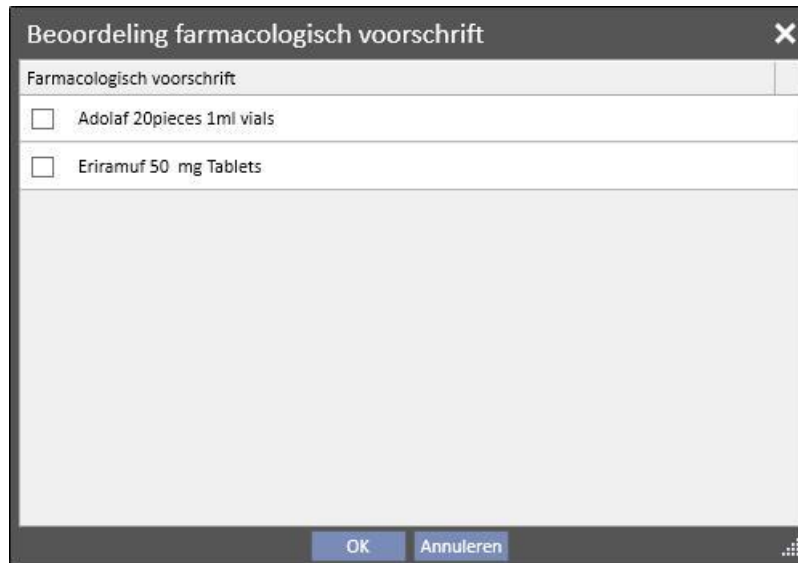 Beoordeling farmacologisch voorschrift
Farmacologisch voorschrift
Adolaf 20pieces 1ml vials
Eriramuf 50 mg Tablets
OK Annuleren